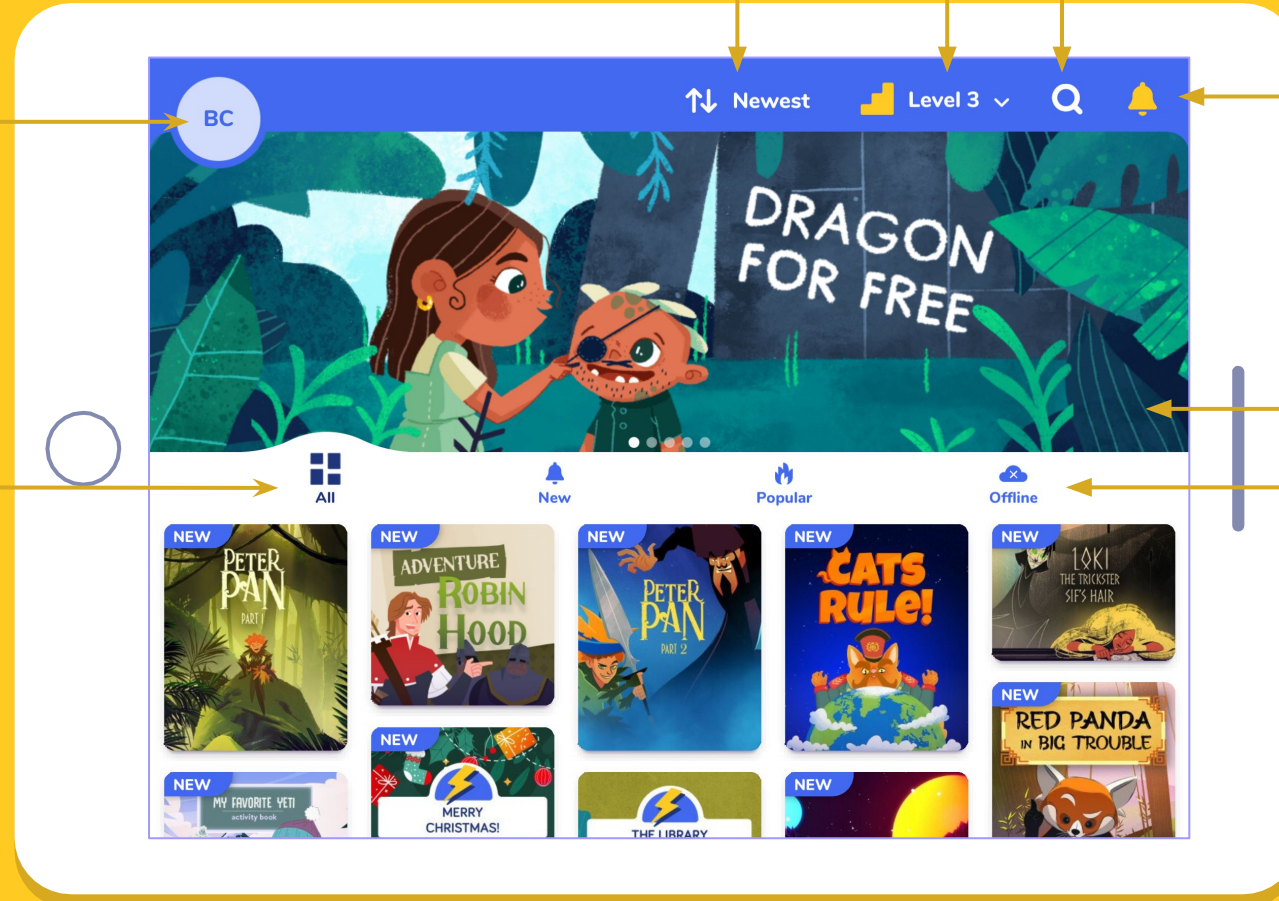 BC
Newest
Level 3
DRAGON
FOR FREE
All
New
Popular
Offline
NEW
PETER
PAN
PART 1
NEW
ADVENTURE
ROBIN
HOOD
NEW
PETER
PAN
PART 2
NEW
CATS
RULE!
NEW
LOKI
THE TRICKSTER
SIF'S HAIR
NEW
RED PANDA
IN BIG TROUBLE
NEW
MY FAVORITE YETI
activity book
NEW
MERRY
CHRISTMAS!
THE LIBRARY
NEW